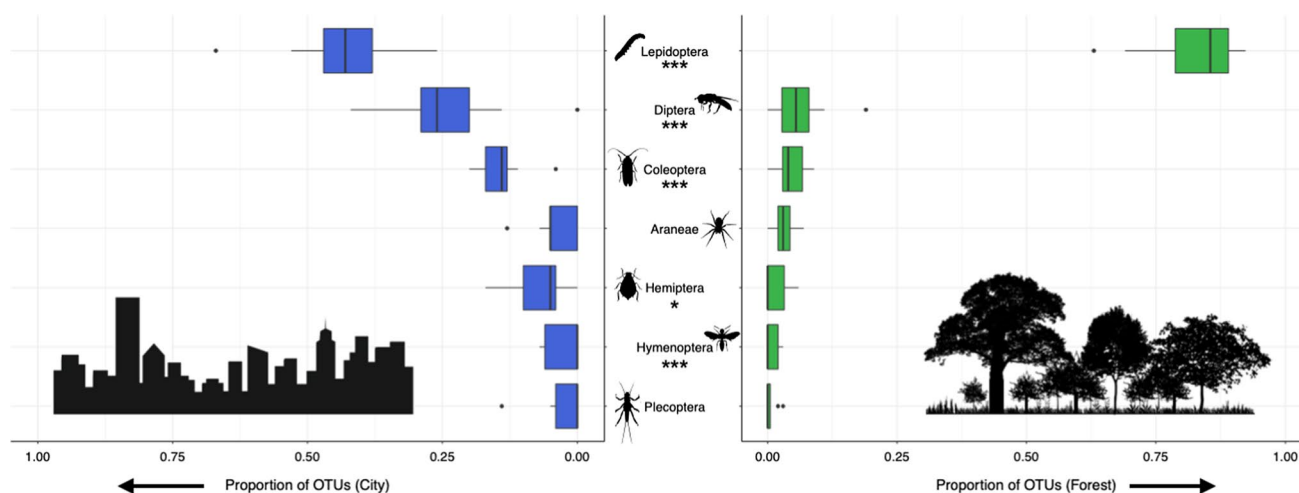 Lepidoptera
***
Diptera
***
Coleoptera
***
Araneae
Hemiptera
*
Hymenoptera
***
Plecoptera
1.00 0.75 0.50 0.25 0.00 0.00 0.25 0.50 0.75 1.00
Proportion of OTUs (City) Proportion of OTUs (Forest)